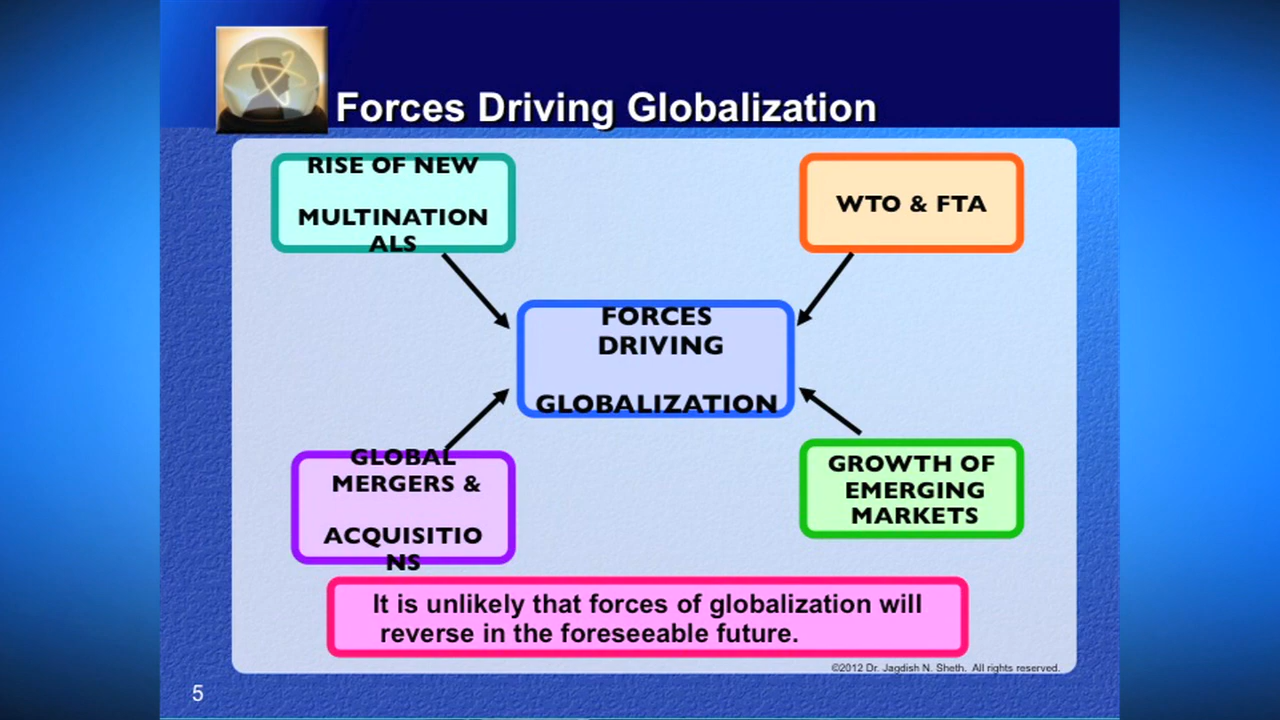 Forces Driving Globalization
RISE OF NEW
MULTINATION
ALS
WTO & FTA
FORCES
DRIVING
GLOBALIZATION
GLOBAL
MERGERS &
ACQUISITIO
NS
GROWTH OF
EMERGING
MARKETS
It is unlikely that forces of globalization will
reverse in the foreseeable future.
©2012 Dr. Jagdish N. Sheth. All rights reserved.
5